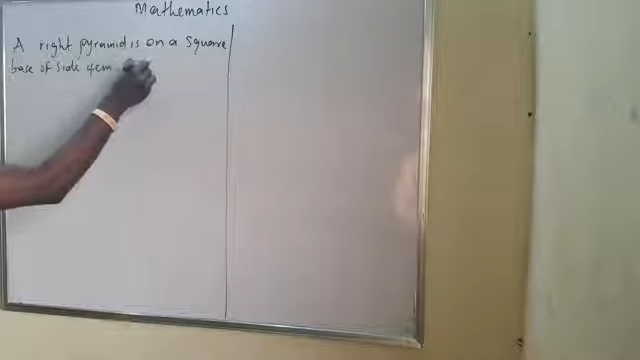 Mathematics
A right pyramid is on a square
base of side 4cm